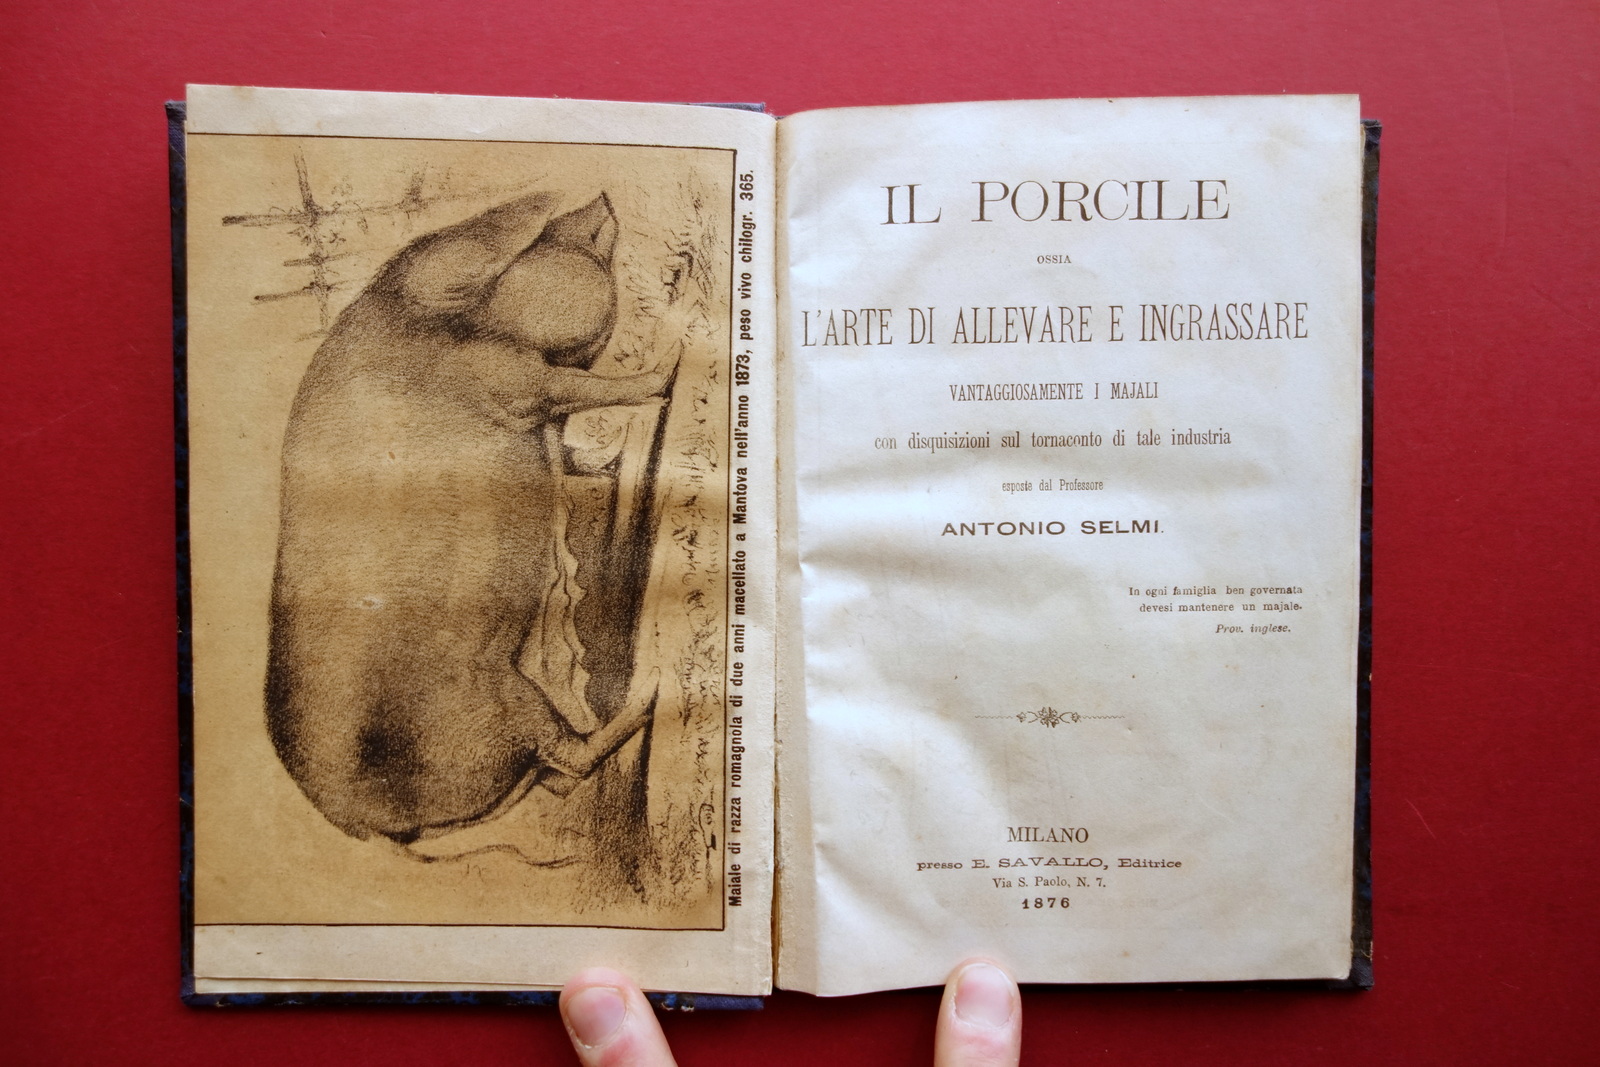 Maiale di razza romagnola di due anni macellato a Mantova nell'anno 1873, peso vivo chilogr. 365.
IL PORCILE
OSSIA
L'ARTE DI ALLEVARE E INGRASSARE
VANTAGGIOSAMENTE I MAJALI
con disquisizioni sul tornaconto di tale industria
esposte dal Professore
ANTONIO SELMI.
In ogni famiglia ben governata
devesi mantenere un majale.
Prov. inglese.
MILANO
presso E. SAVALLO, Editrice
Via S. Paolo, N. 7.
1876